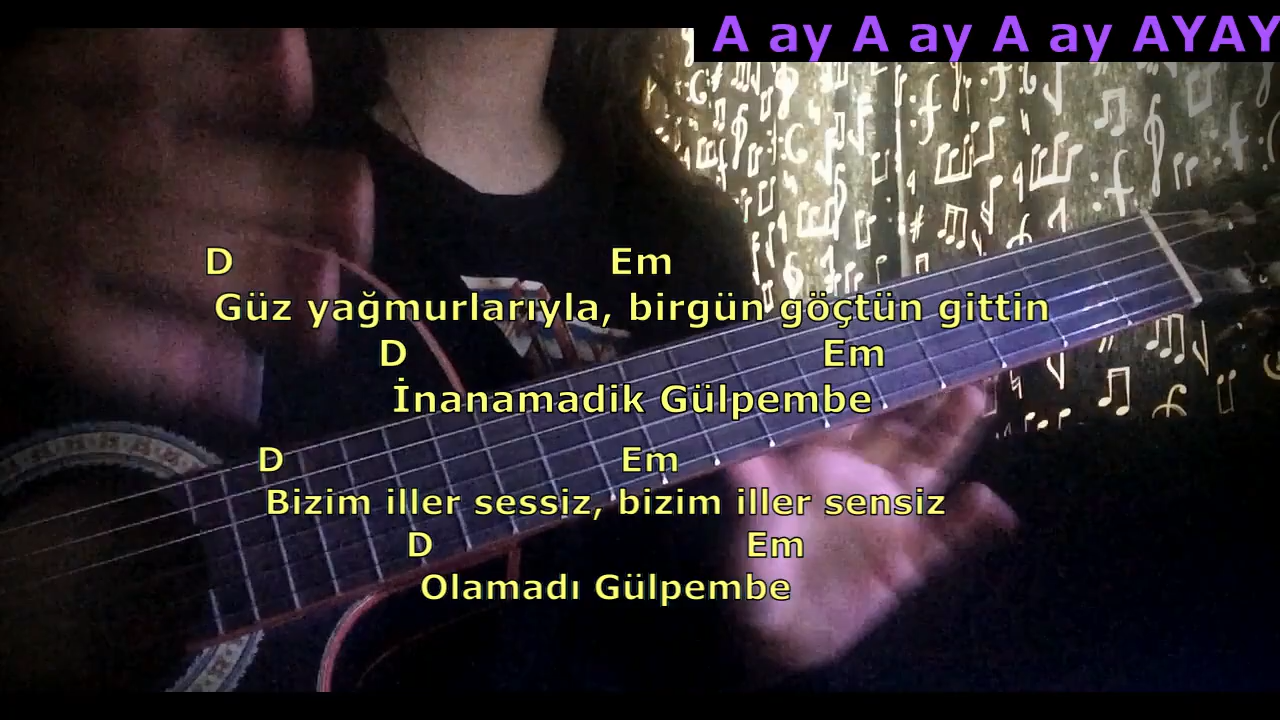 A ay A ay A ay AYAY
D Em
Güz yağmurlarıyla, birgün göçtün gittin
D Em
İnanamadik Gülpembe
D Em
Bizim iller sessiz, bizim iller sensiz
D Em
Olamadı Gülpembe